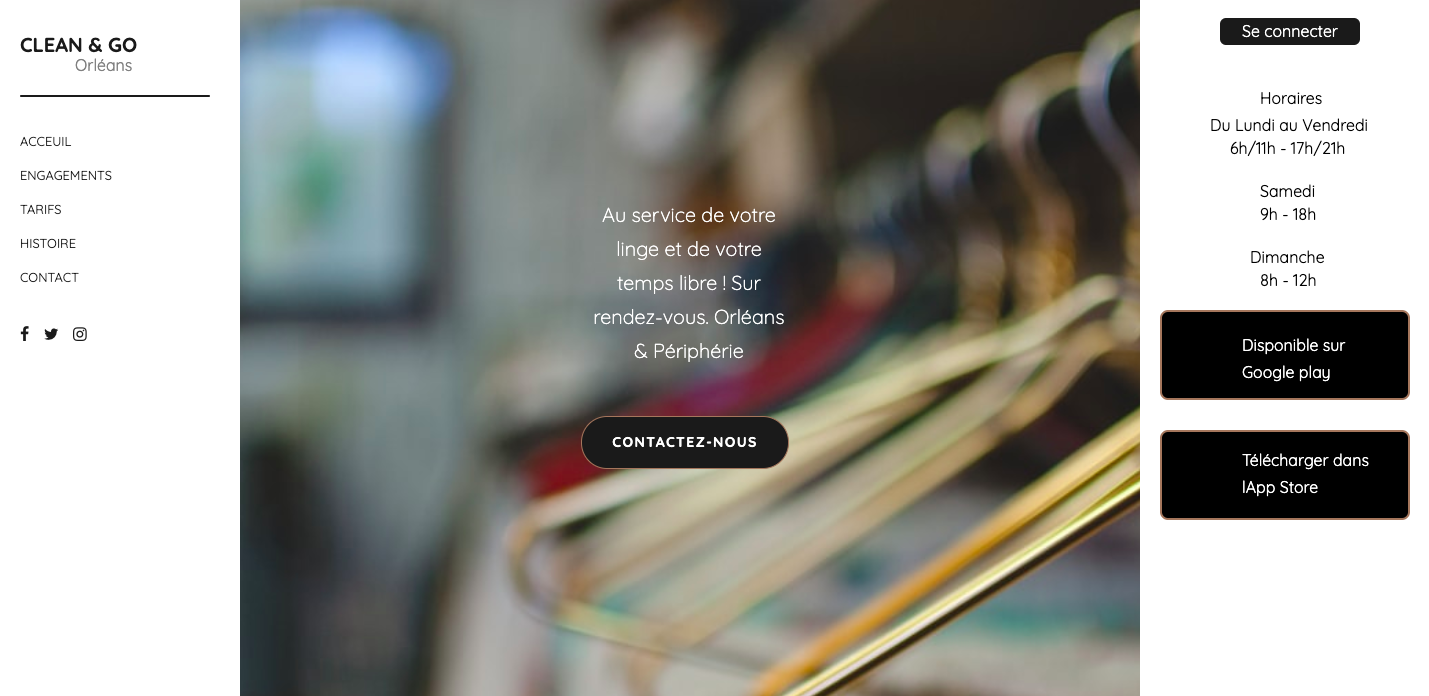 CLEAN & GO
Orléans
ACCEUIL
ENGAGEMENTS
TARIFS
HISTOIRE
CONTACT
Au service de votre
linge et de votre
temps libre ! Sur
rendez-vous. Orléans
& Périphérie
CONTACTEZ-NOUS
Se connecter
Horaires
Du Lundi au Vendredi
6h/11h - 17h/21h
Samedi
9h - 18h
Dimanche
8h - 12h
Disponible sur
Google play
Télécharger dans
lApp Store